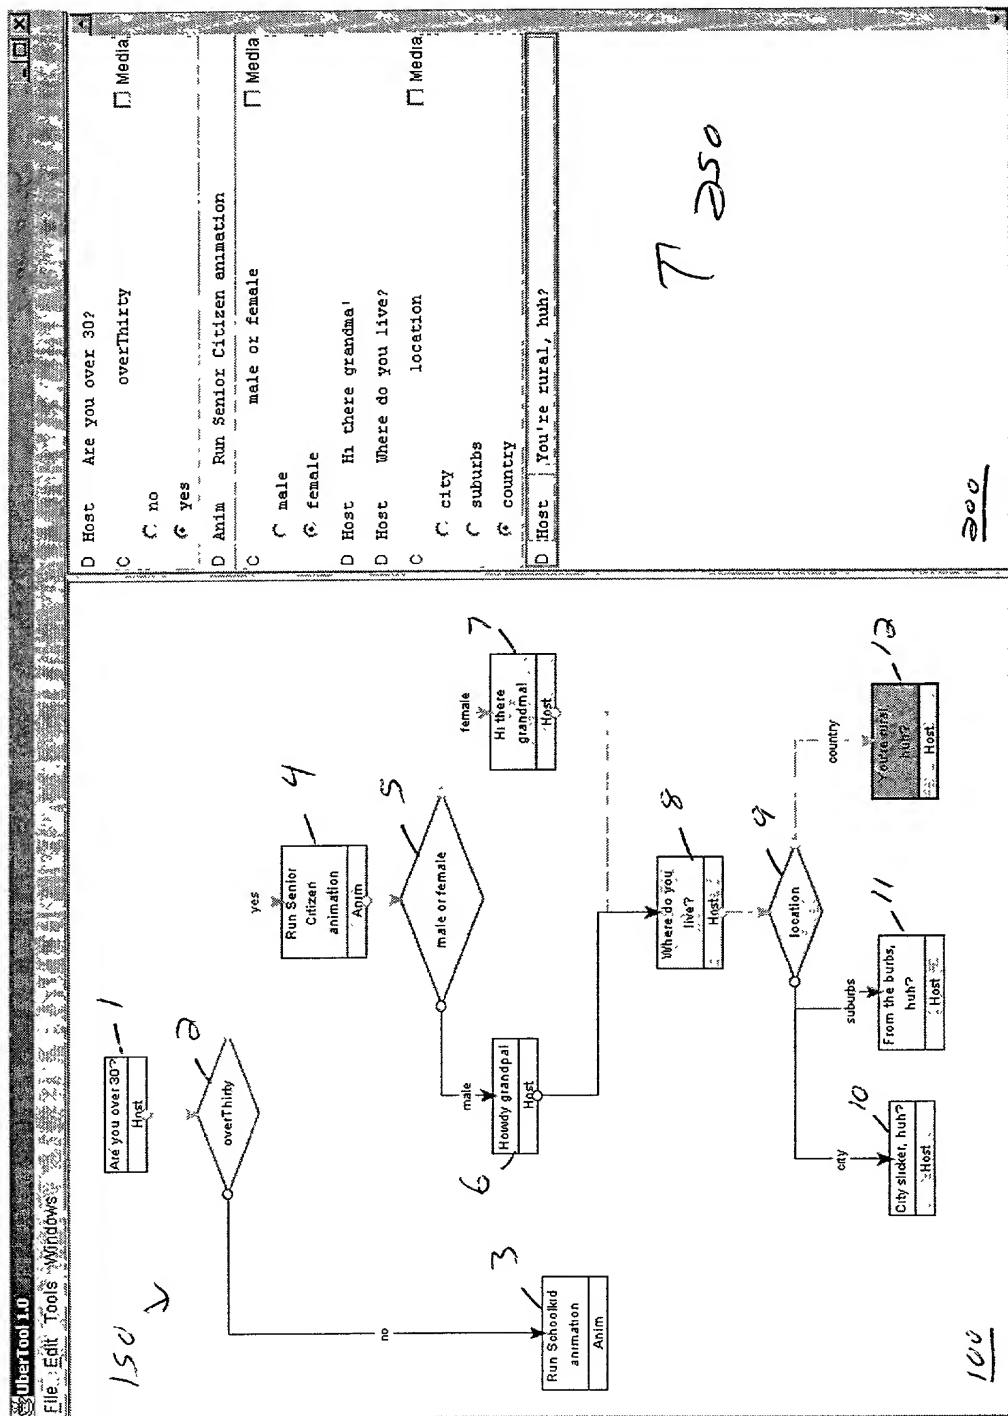 UberTool 1.0
File Edit Tools Windows
150
Are you over 30?
Host
1
2
overThirty
no
3
Run Schoolkid
animation
Anim
yes
4
Run Senior
Citizen
animation
Anim
5
male or female
male
6
Howdy grandpa!
Host
female
7
Hi there
grandma!
Host
8
Where do you
live?
Host
9
location
city
10
City slicker, huh?
Host
suburbs
11
From the burbs,
huh?
Host
country
12
You're rural,
huh?
Host
100
D Host Are you over 30?
C overThirty Media
no
yes
D Anim Run Senior Citizen animation
C male or female Media
male
female
D Host Hi there grandma!
D Host Where do you live?
C location Media
city
suburbs
country
D Host You're rural, huh?
250
200